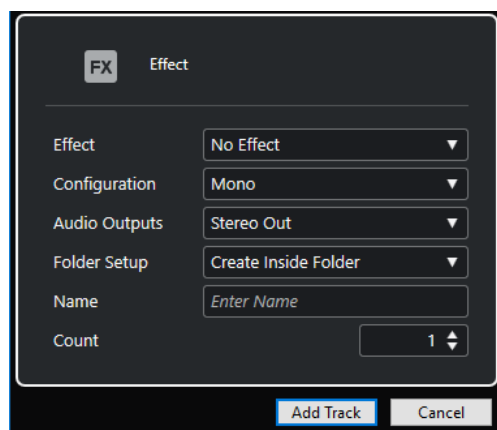 FX Effect
Effect No Effect
Configuration Mono
Audio Outputs Stereo Out
Folder Setup Create Inside Folder
Name Enter Name
Count 1
Add Track Cancel